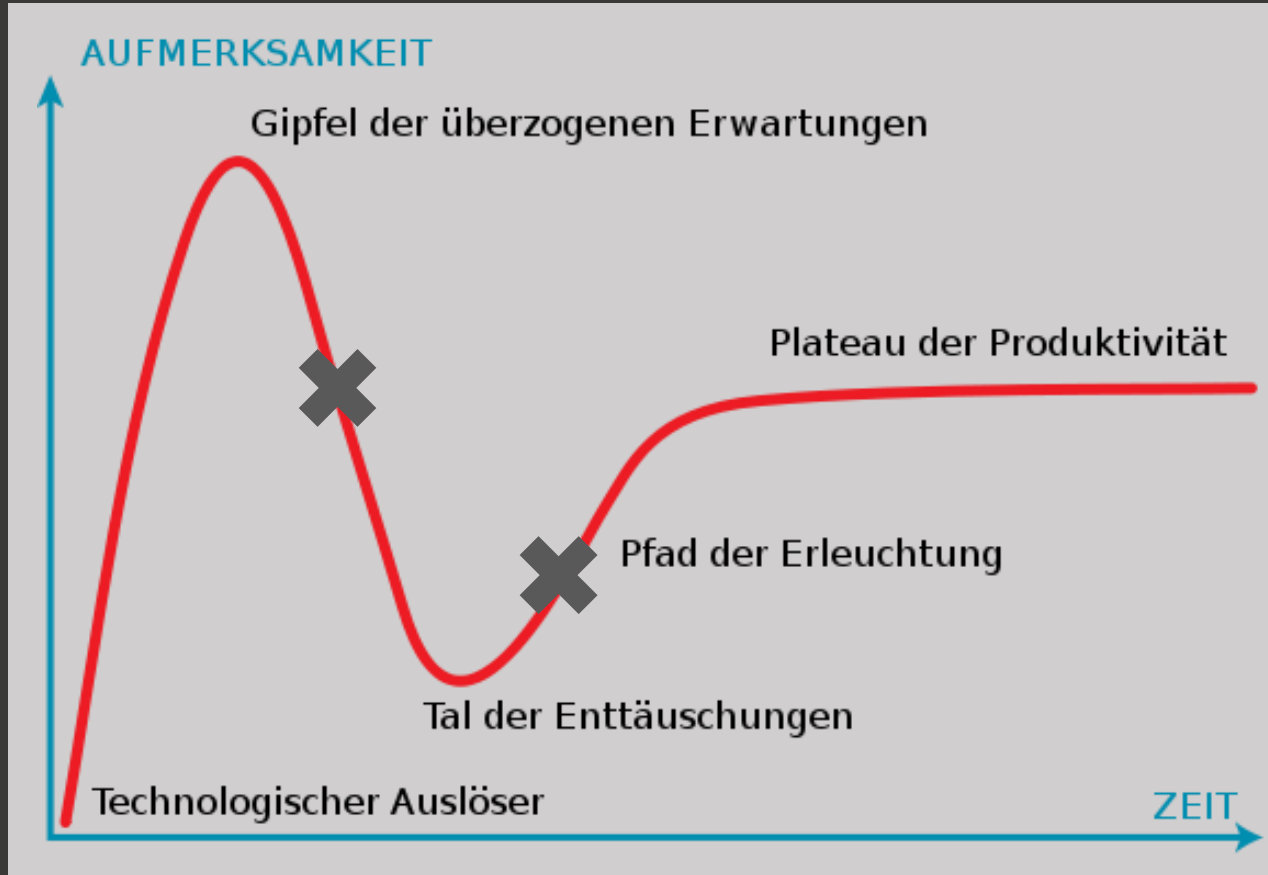 AUFMERKSAMKEIT
Gipfel der überzogenen Erwartungen
Plateau der Produktivität
Pfad der Erleuchtung
Tal der Enttäuschungen
Technologischer Auslöser
ZEIT